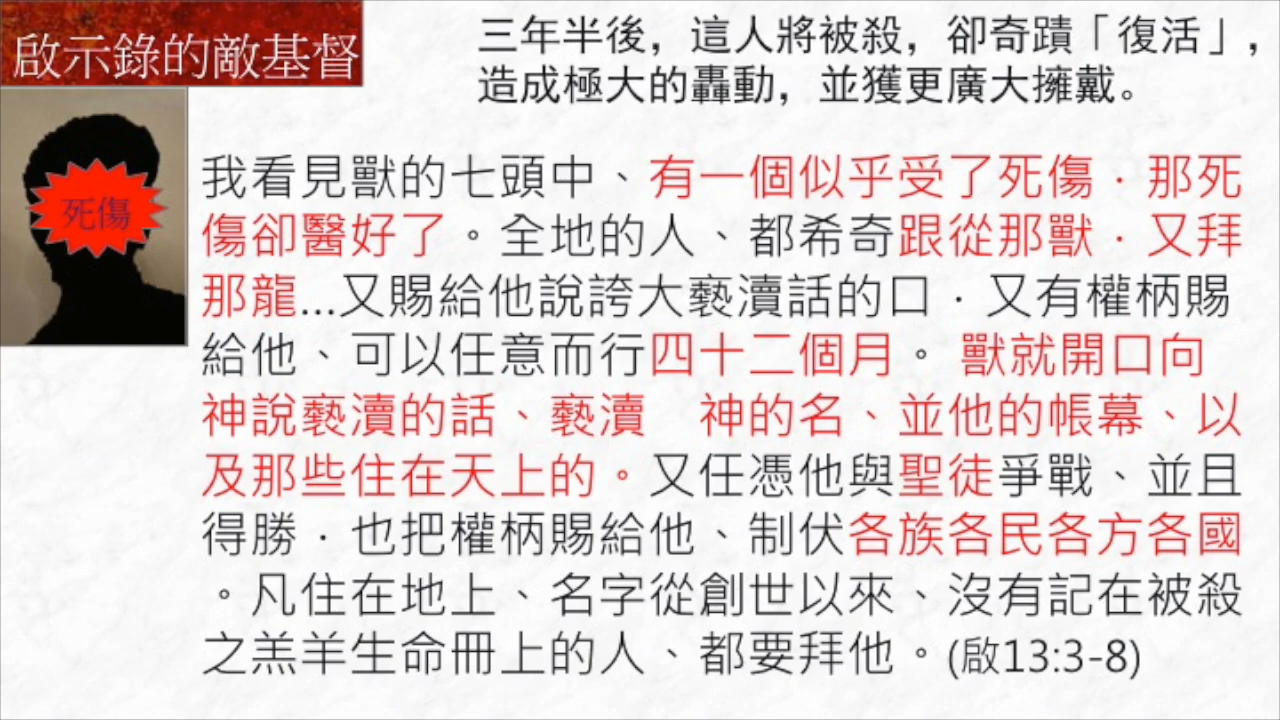 啟示錄的敵基督
三年半後，這人將被殺，卻奇蹟「復活」，
造成極大的轟動，並獲更廣大擁戴。
死傷
我看見獸的七頭中、有一個似乎受了死傷．那死
傷卻醫好了。全地的人、都希奇跟從那獸．又拜
那龍...又賜給他說誇大褻瀆話的口．又有權柄賜
給他、可以任意而行四十二個月。 獸就開口向
神說褻瀆的話、褻瀆　神的名、並他的帳幕、以
及那些住在天上的。又任憑他與聖徒爭戰、並且
得勝．也把權柄賜給他、制伏各族各民各方各國
。凡住在地上、名字從創世以來、沒有記在被殺
之羔羊生命冊上的人、都要拜他。(啟13:3-8)